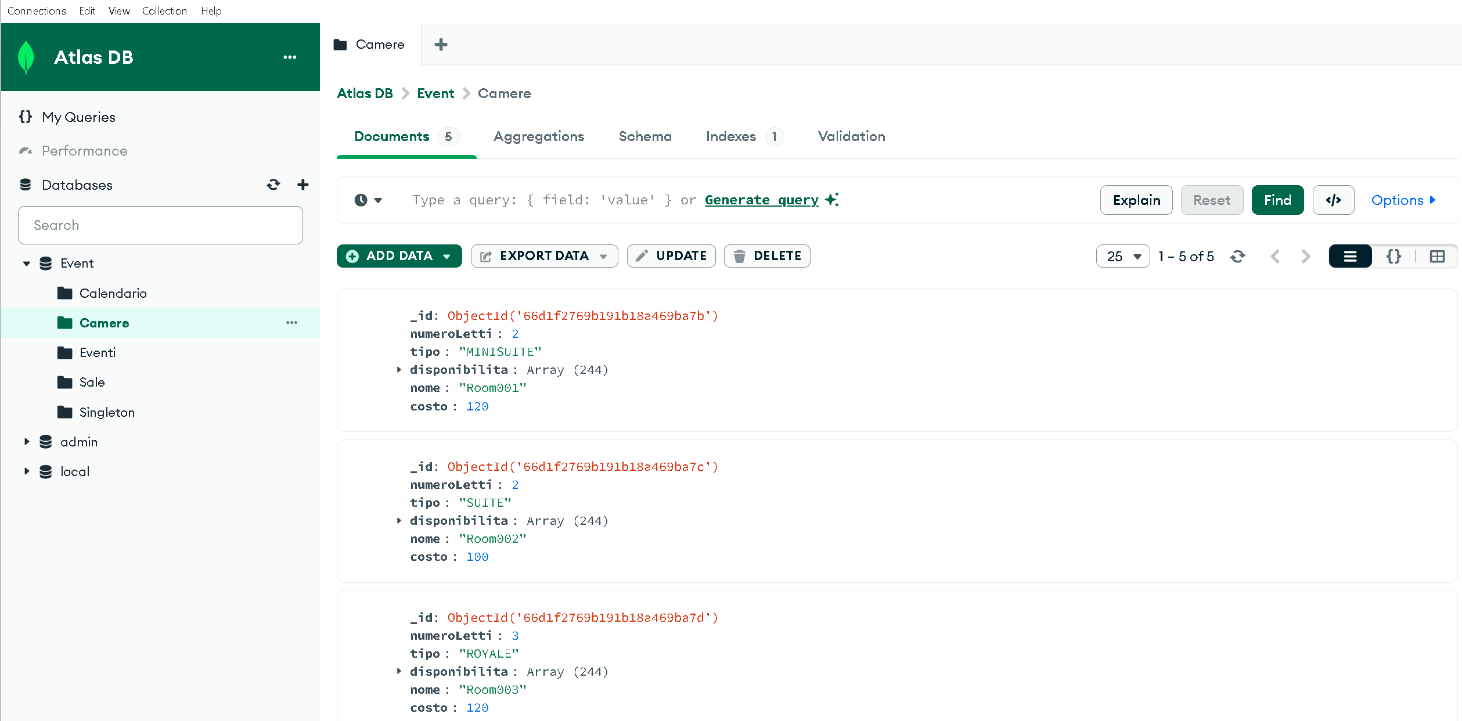 Connections Edit View Collection Help
Atlas DB
My Queries
Performance
Databases
Search
Event
Calendario
Camere
Eventi
Sale
Singleton
admin
local
Camere
Atlas DB > Event > Camere
Documents 5 Aggregations Schema Indexes 1 Validation
Type a query: { field: 'value' } or Generate query
Explain Reset Find </> Options
ADD DATA EXPORT DATA UPDATE DELETE
25 1 – 5 of 5 {}
_id: ObjectId('66d1f2769b191b18a469ba7b')
numeroLetti : 2
tipo : "MINISUITE"
disponibilita : Array (244)
nome : "Room001"
costo : 120
_id: ObjectId('66d1f2769b191b18a469ba7c')
numeroLetti : 2
tipo : "SUITE"
disponibilita : Array (244)
nome : "Room002"
costo : 100
_id: ObjectId('66d1f2769b191b18a469ba7d')
numeroLetti : 3
tipo : "ROYALE"
disponibilita : Array (244)
nome : "Room003"
costo : 120